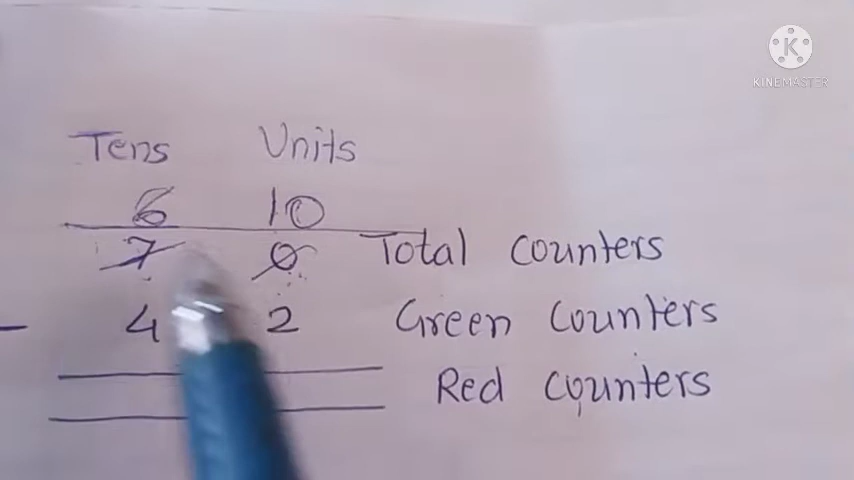 K
KINEMASTER
Tens Units
6 10
7 0 Total Counters
- 4 2 Green Counters
Red Counters